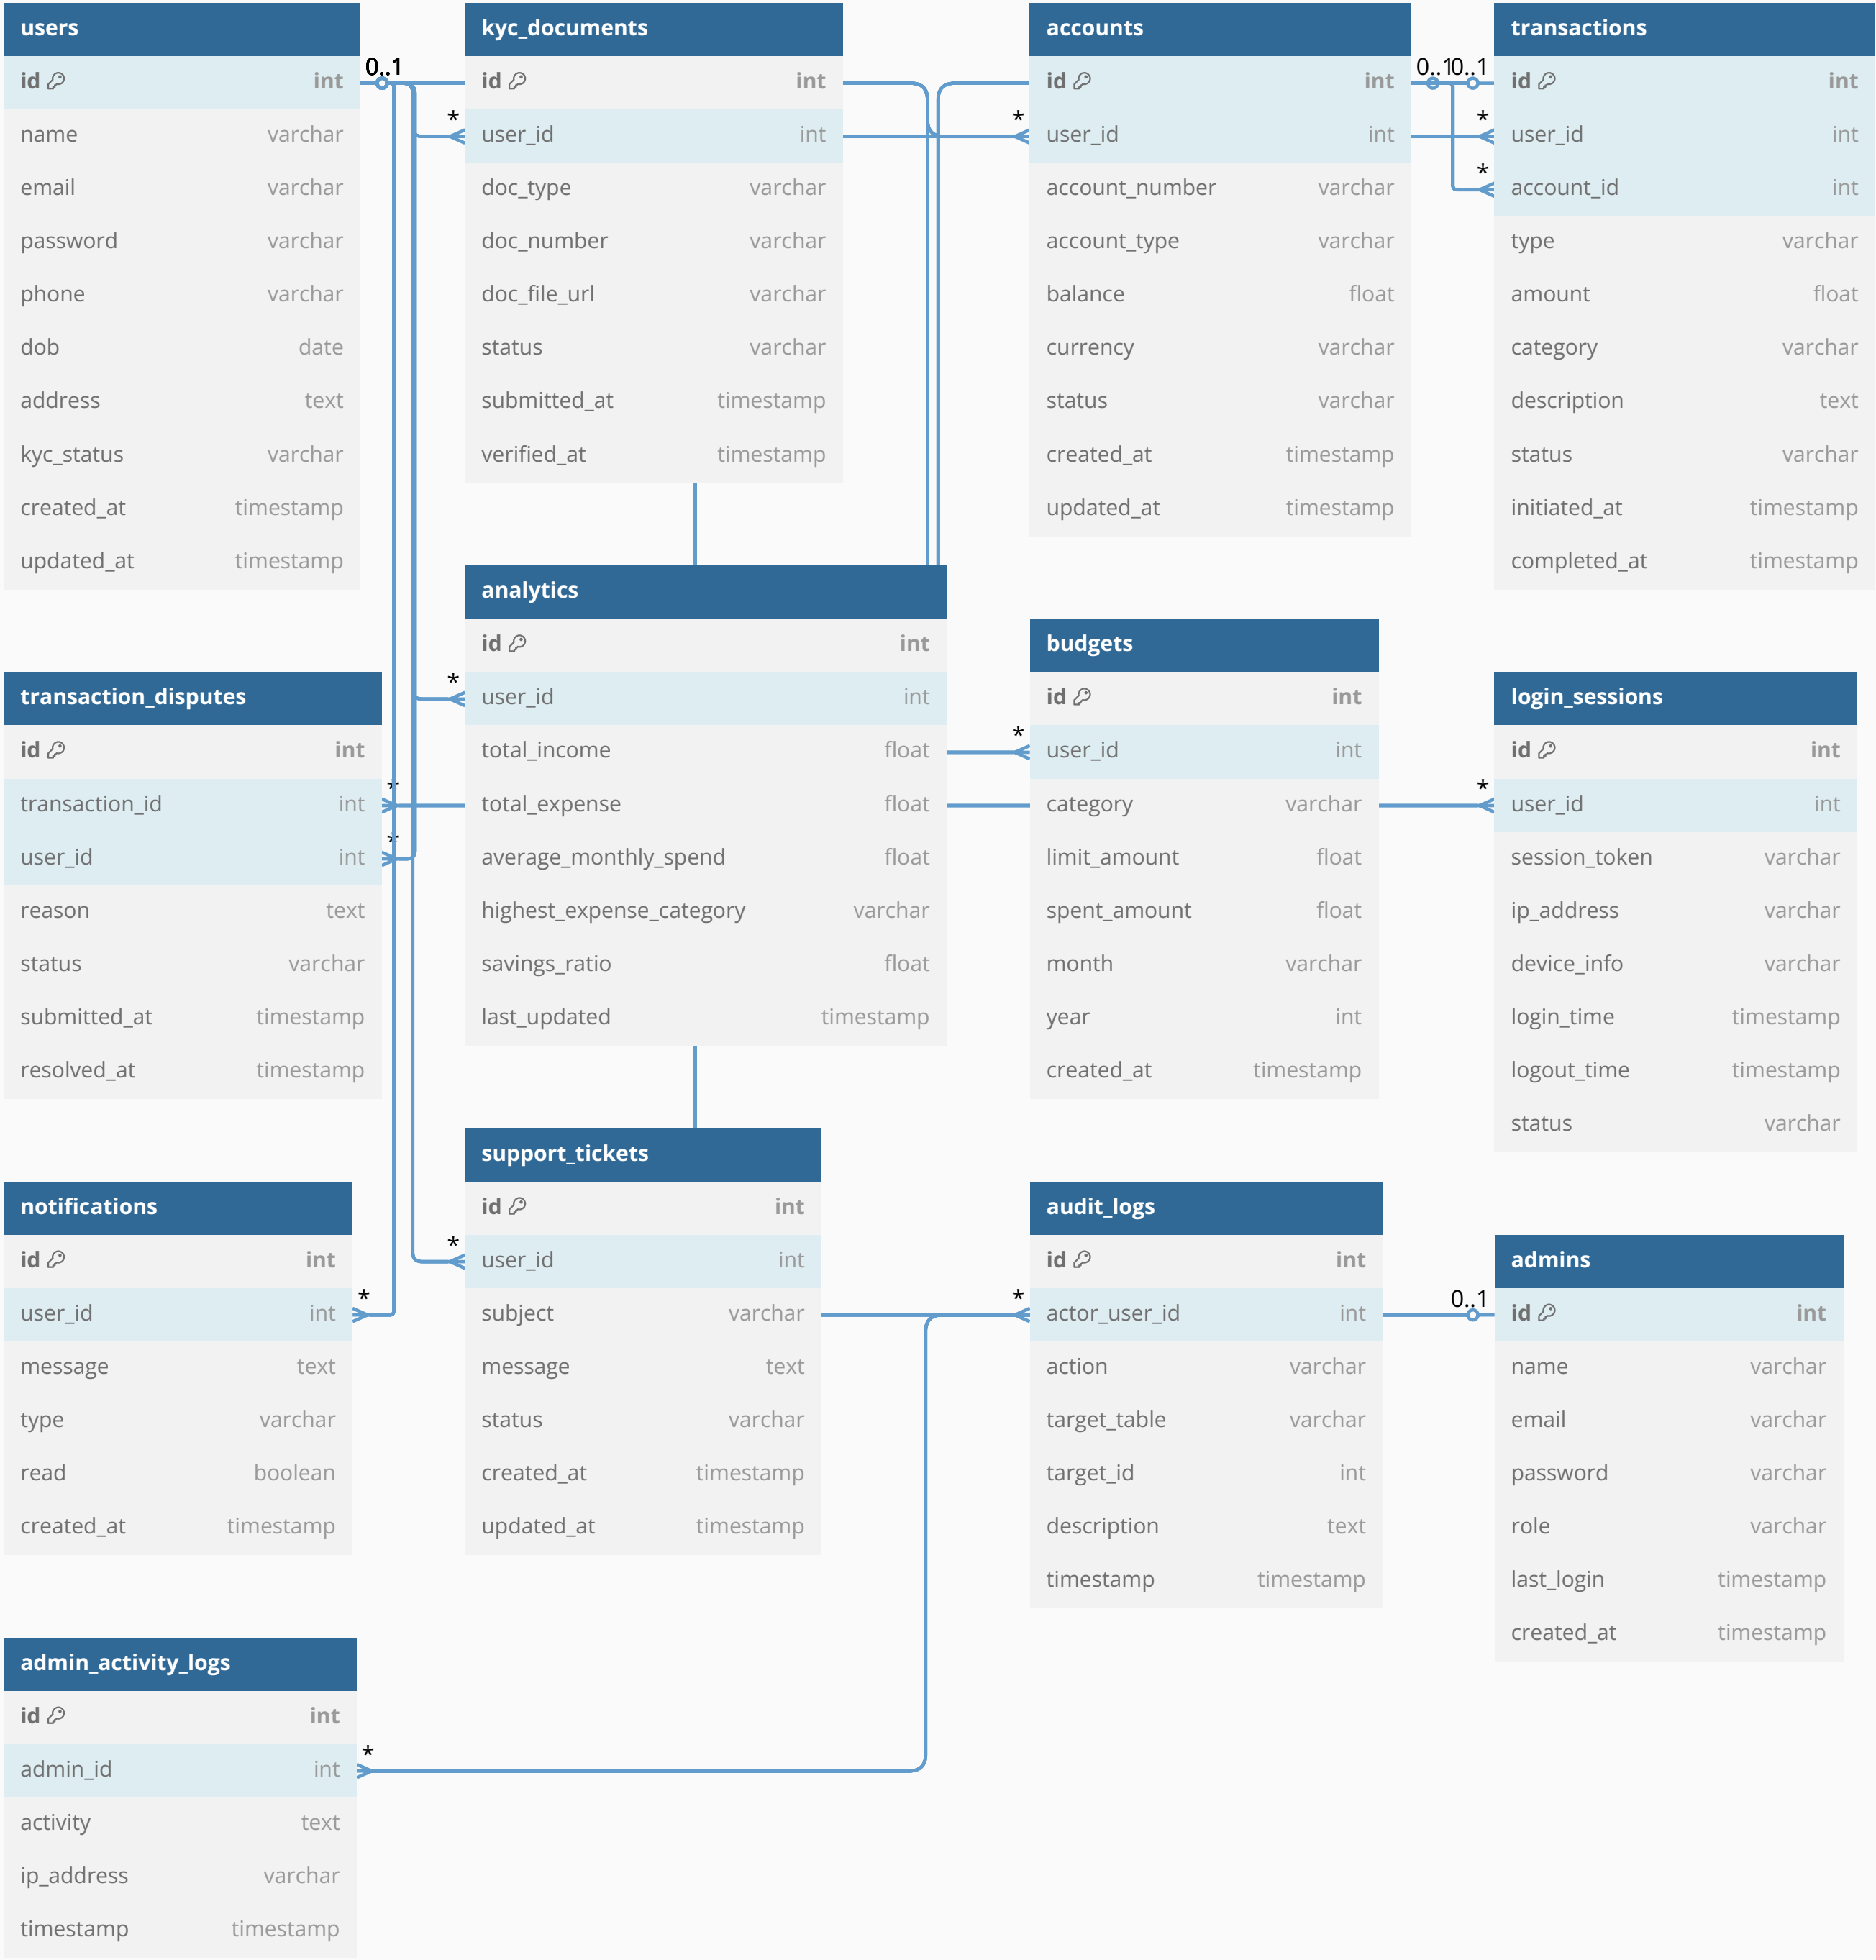 users
id int
name varchar
email varchar
password varchar
phone varchar
dob date
address text
kyc_status varchar
created_at timestamp
updated_at timestamp
0..1
kyc_documents
id int
* user_id int
doc_type varchar
doc_number varchar
doc_file_url varchar
status varchar
submitted_at timestamp
verified_at timestamp
accounts
id int
* user_id int
account_number varchar
account_type varchar
balance float
currency varchar
status varchar
created_at timestamp
updated_at timestamp
0..1 0..1
transactions
id int
* user_id int
* account_id int
type varchar
amount float
category varchar
description text
status varchar
initiated_at timestamp
completed_at timestamp
transaction_disputes
id int
transaction_id int *
user_id int *
reason text
status varchar
submitted_at timestamp
resolved_at timestamp
analytics
id int
* user_id int
total_income float
total_expense float
average_monthly_spend float
highest_expense_category varchar
savings_ratio float
last_updated timestamp
budgets
id int
* user_id int
category varchar
limit_amount float
spent_amount float
month varchar
year int
created_at timestamp
login_sessions
id int
* user_id int
session_token varchar
ip_address varchar
device_info varchar
login_time timestamp
logout_time timestamp
status varchar
notifications
id int
user_id int *
message text
type varchar
read boolean
created_at timestamp
support_tickets
id int
* user_id int
subject varchar
message text
status varchar
created_at timestamp
updated_at timestamp
audit_logs
id int
* actor_user_id int
action varchar
target_table varchar
target_id int
description text
timestamp timestamp
admins
0..1 id int
name varchar
email varchar
password varchar
role varchar
last_login timestamp
created_at timestamp
admin_activity_logs
id int
admin_id int *
activity text
ip_address varchar
timestamp timestamp